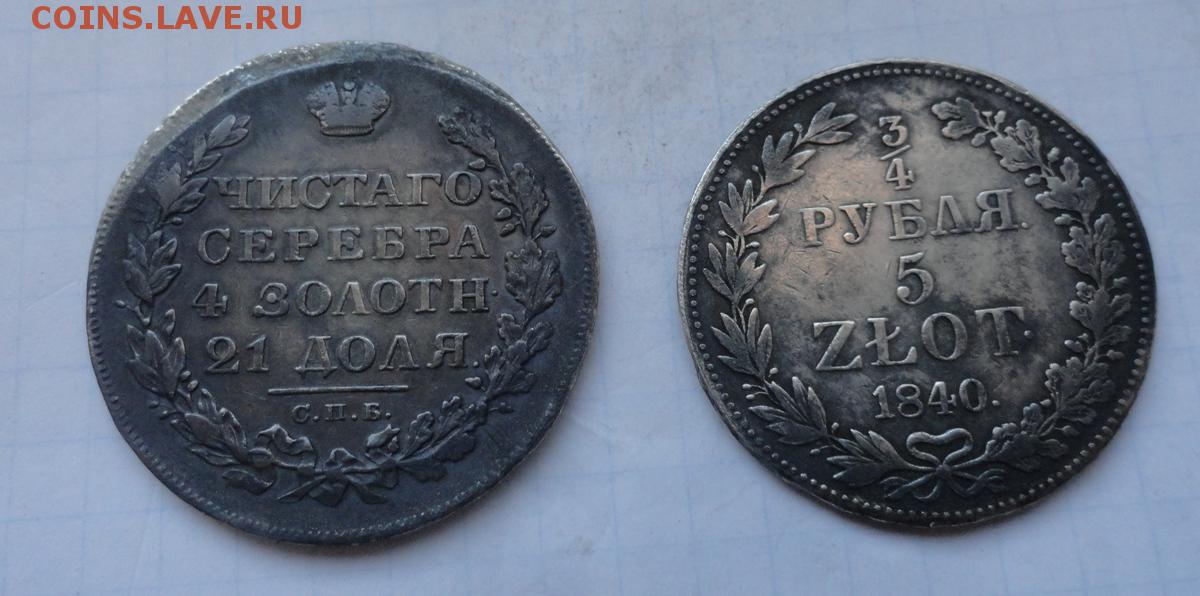 COINS.LAVE.RU
ЧИСТАГО
СЕРЕБРА
4 ЗОЛОТН.
21 ДОЛЯ.
С.П.Б.
3/4
РУБЛЯ.
5
ZŁOT.
1840.